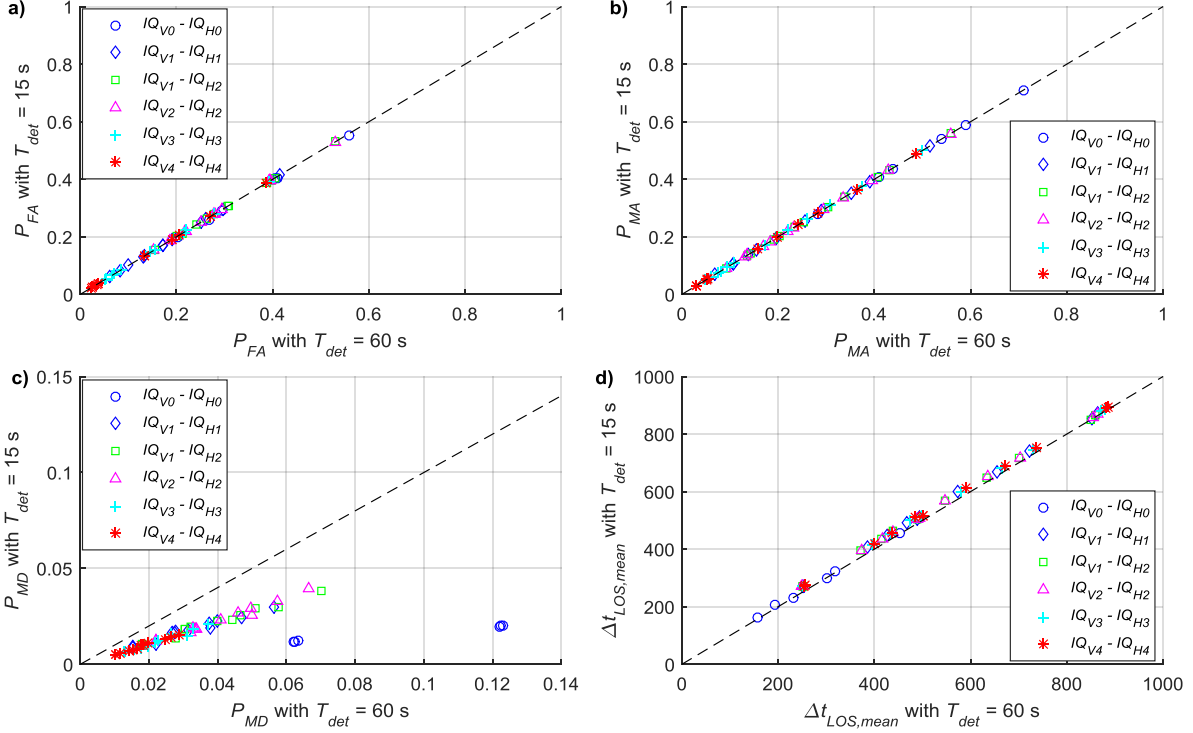 a)
IQ_V0 - IQ_H0
IQ_V1 - IQ_H1
IQ_V1 - IQ_H2
IQ_V2 - IQ_H2
IQ_V3 - IQ_H3
IQ_V4 - IQ_H4
1
0.8
0.6
0.4
0.2
0
P_FA with T_det = 15 s
0 0.2 0.4 0.6 0.8 1
P_FA with T_det = 60 s
b)
IQ_V0 - IQ_H0
IQ_V1 - IQ_H1
IQ_V1 - IQ_H2
IQ_V2 - IQ_H2
IQ_V3 - IQ_H3
IQ_V4 - IQ_H4
1
0.8
0.6
0.4
0.2
0
P_MA with T_det = 15 s
0 0.2 0.4 0.6 0.8 1
P_MA with T_det = 60 s
c)
IQ_V0 - IQ_H0
IQ_V1 - IQ_H1
IQ_V1 - IQ_H2
IQ_V2 - IQ_H2
IQ_V3 - IQ_H3
IQ_V4 - IQ_H4
0.15
0.1
0.05
0
P_MD with T_det = 15 s
0 0.02 0.04 0.06 0.08 0.1 0.12 0.14
P_MD with T_det = 60 s
d)
IQ_V0 - IQ_H0
IQ_V1 - IQ_H1
IQ_V1 - IQ_H2
IQ_V2 - IQ_H2
IQ_V3 - IQ_H3
IQ_V4 - IQ_H4
1000
800
600
400
200
0
Δt_LOS,mean with T_det = 15 s
0 200 400 600 800 1000
Δt_LOS,mean with T_det = 60 s